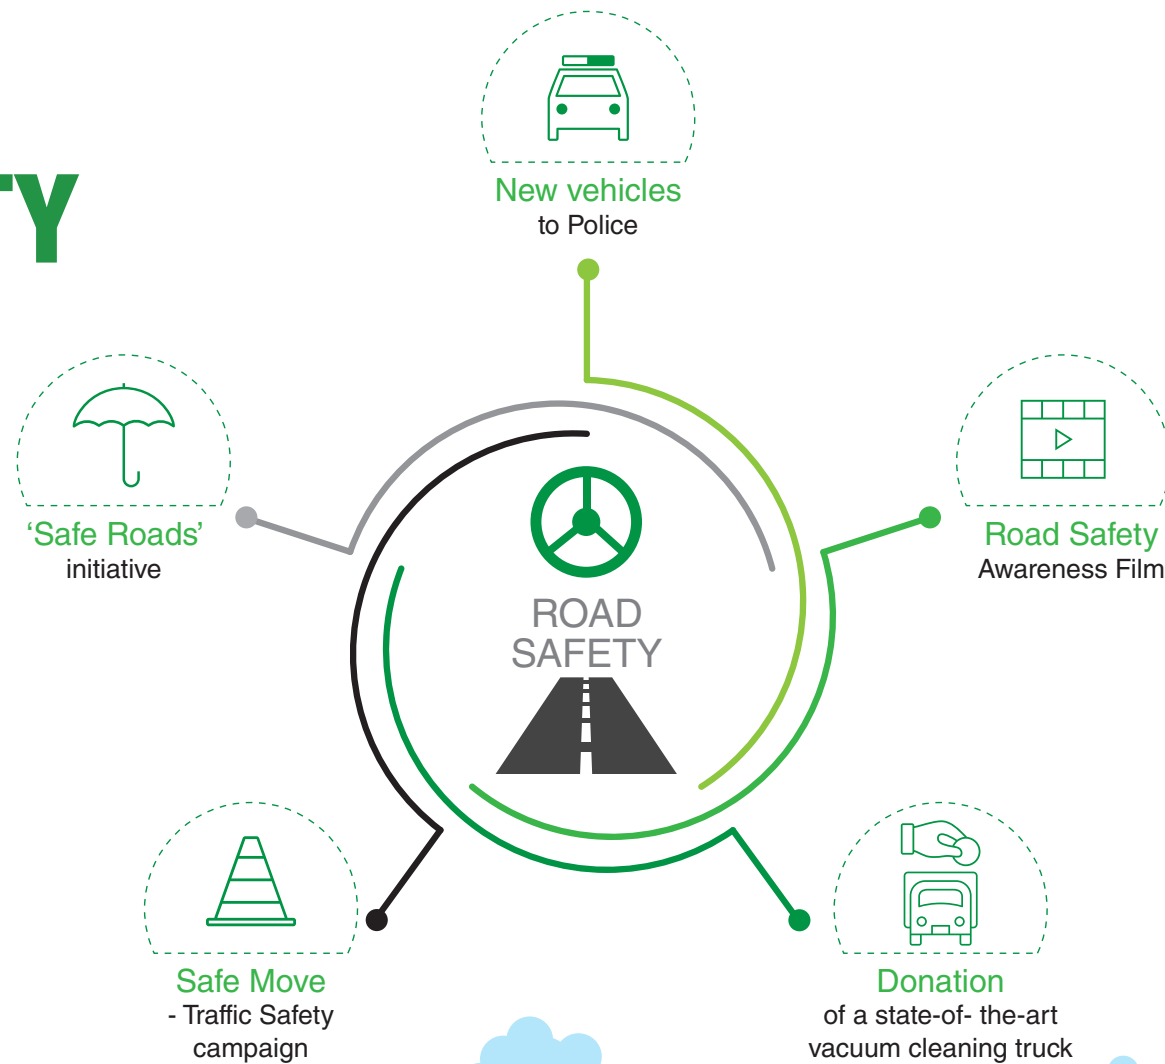 TY
New vehicles
to Police
'Safe Roads'
initiative
Road Safety
Awareness Film
ROAD
SAFETY
Safe Move
- Traffic Safety
campaign
Donation
of a state-of- the-art
vacuum cleaning truck